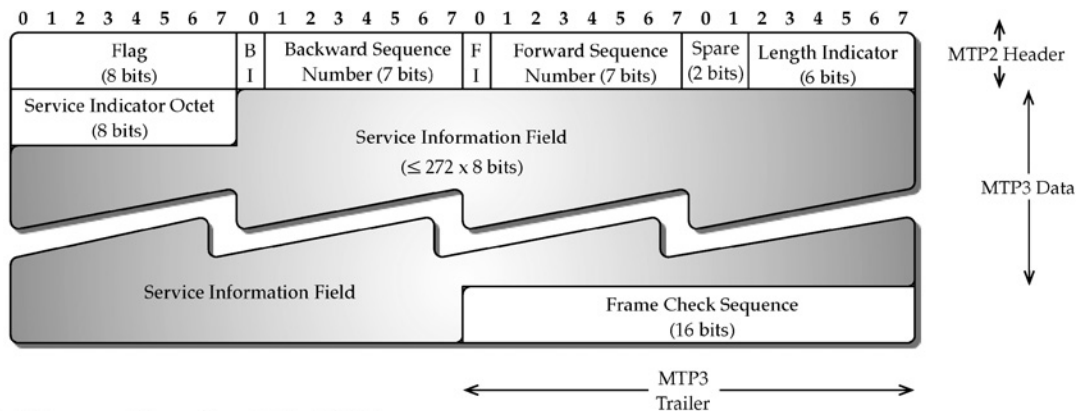 0 1 2 3 4 5 6 7 0 1 2 3 4 5 6 7 0 1 2 3 4 5 6 7 0 1 2 3 4 5 6 7
Flag
(8 bits)
B
I
Backward Sequence
Number (7 bits)
F
I
Forward Sequence
Number (7 bits)
Spare
(2 bits)
Length Indicator
(6 bits)
MTP2 Header
Service Indicator Octet
(8 bits)
Service Information Field
(≤ 272 x 8 bits)
MTP3 Data
Service Information Field
Frame Check Sequence
(16 bits)
MTP3
Trailer